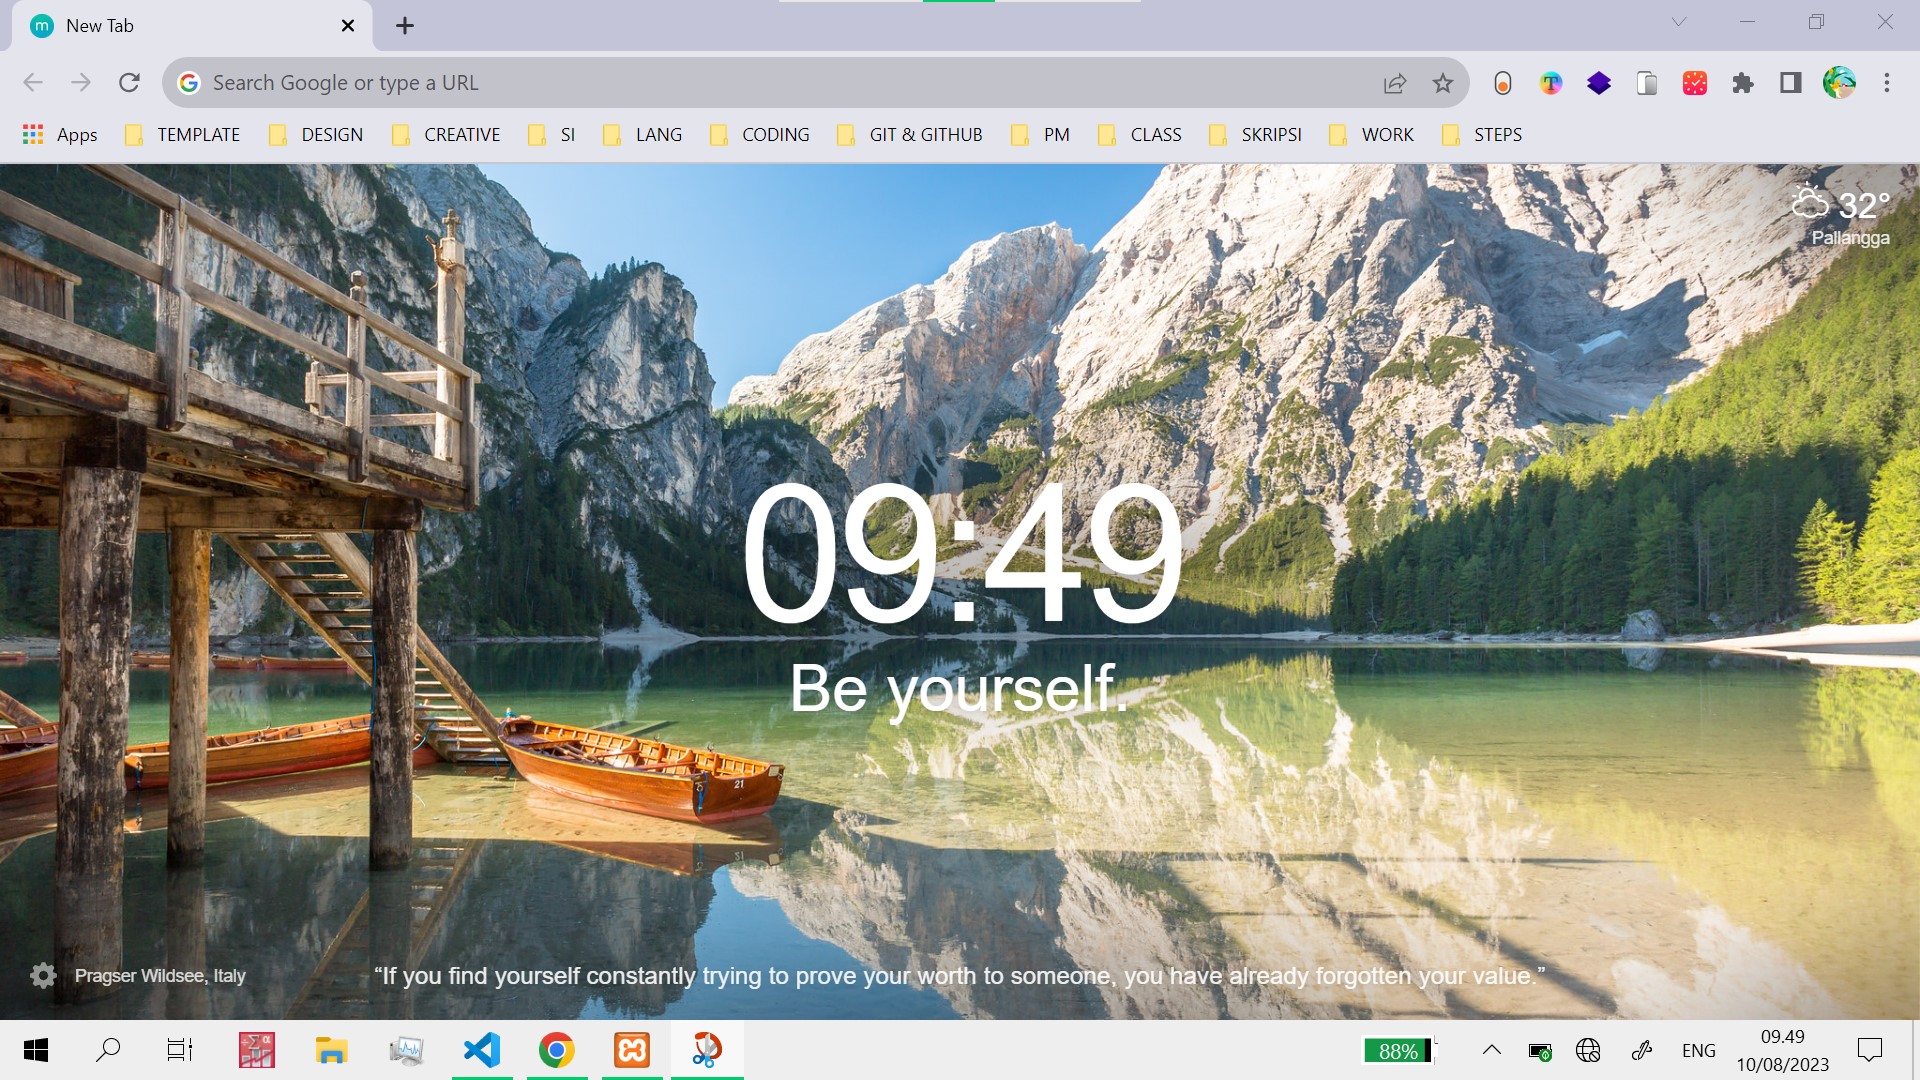 m New Tab
Search Google or type a URL
T
Apps TEMPLATE DESIGN CREATIVE SI LANG CODING GIT & GITHUB PM CLASS SKRIPSI WORK STEPS
32°
Pallangga
09:49
Be yourself.
21
Pragser Wildsee, Italy “If you find yourself constantly trying to prove your worth to someone, you have already forgotten your value.”
88% ENG 09.49
10/08/2023